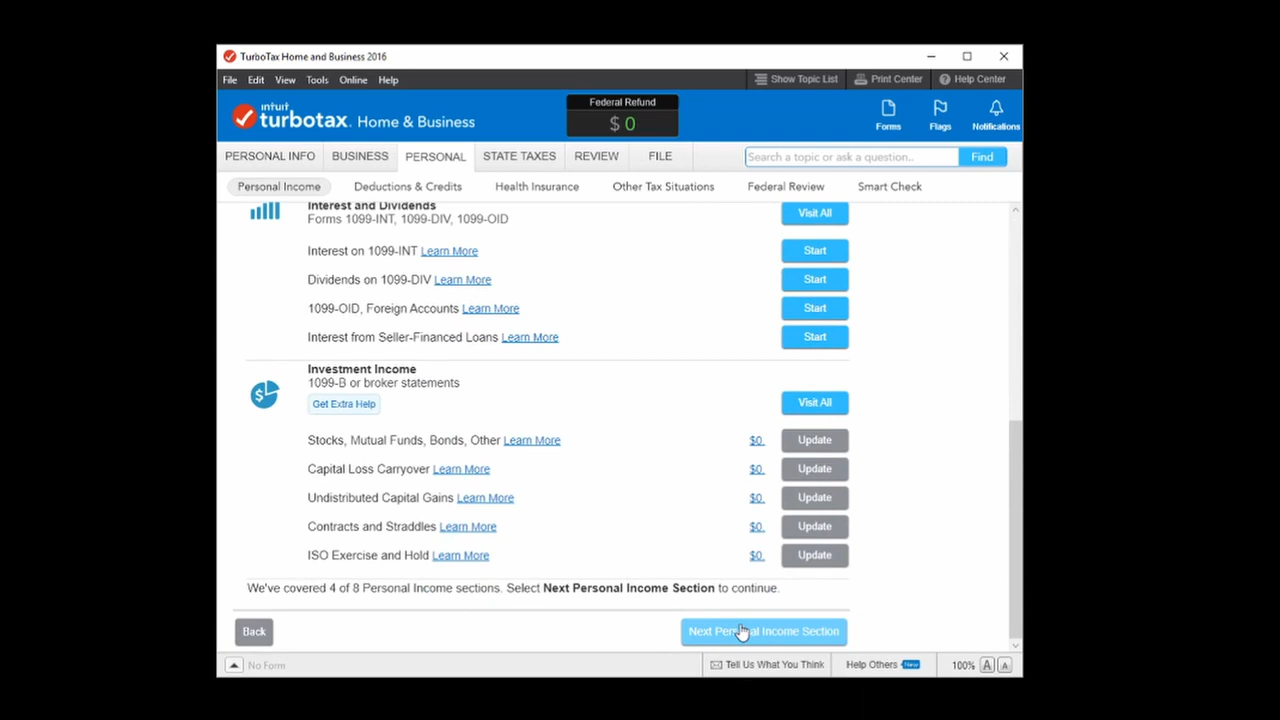 TurboTax Home and Business 2016
File Edit View Tools Online Help Show Topic List Print Center Help Center
intuit turbotax. Home & Business
Federal Refund
$ 0
Forms Flags Notifications
PERSONAL INFO BUSINESS PERSONAL STATE TAXES REVIEW FILE Search a topic or ask a question.. Find
Personal Income Deductions & Credits Health Insurance Other Tax Situations Federal Review Smart Check
Interest and Dividends
Forms 1099-INT, 1099-DIV, 1099-OID Visit All
Interest on 1099-INT Learn More Start
Dividends on 1099-DIV Learn More Start
1099-OID, Foreign Accounts Learn More Start
Interest from Seller-Financed Loans Learn More Start
Investment Income
1099-B or broker statements
Get Extra Help Visit All
Stocks, Mutual Funds, Bonds, Other Learn More $0 Update
Capital Loss Carryover Learn More $0 Update
Undistributed Capital Gains Learn More $0 Update
Contracts and Straddles Learn More $0 Update
ISO Exercise and Hold Learn More $0 Update
We've covered 4 of 8 Personal Income sections. Select Next Personal Income Section to continue.
Back Next Personal Income Section
No Form Tell Us What You Think Help Others New 100% A A